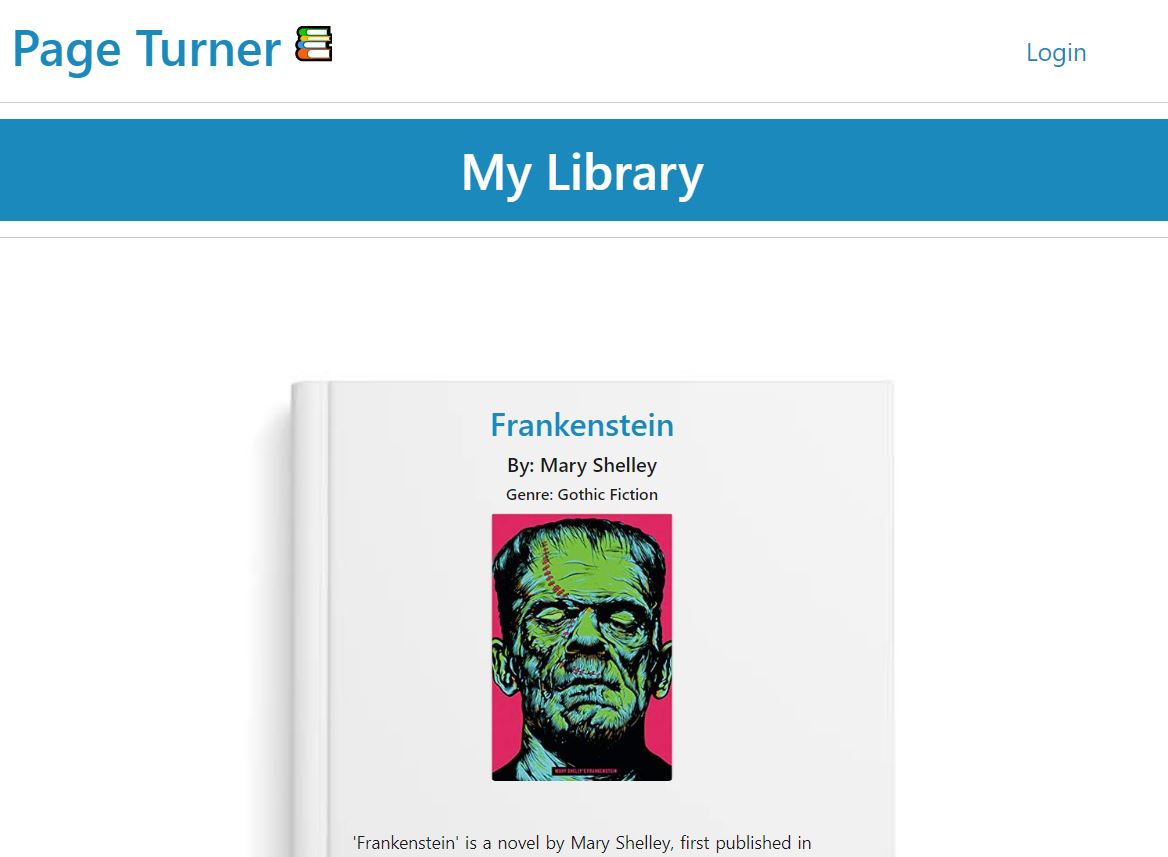 Page Turner
Login
My Library
Frankenstein
By: Mary Shelley
Genre: Gothic Fiction
MARY SHELLY'S FRANKENSTEIN
'Frankenstein' is a novel by Mary Shelley, first published in